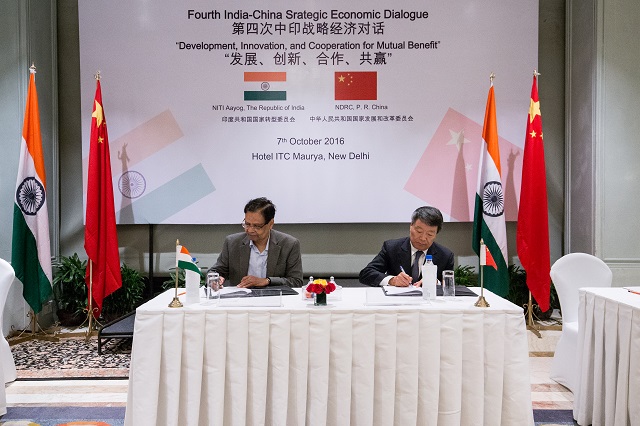 Fourth India-China Srategic Economic Dialogue
第四次中印战略经济对话
"Development, Innovation, and Cooperation for Mutual Benefit"
"发展、创新、合作、共赢"
NITI Aayog, The Republic of India
NDRC, P. R. China
印度共和国国家转型委员会
中华人民共和国国家发展和改革委员会
7th October 2016
Hotel ITC Maurya, New Delhi